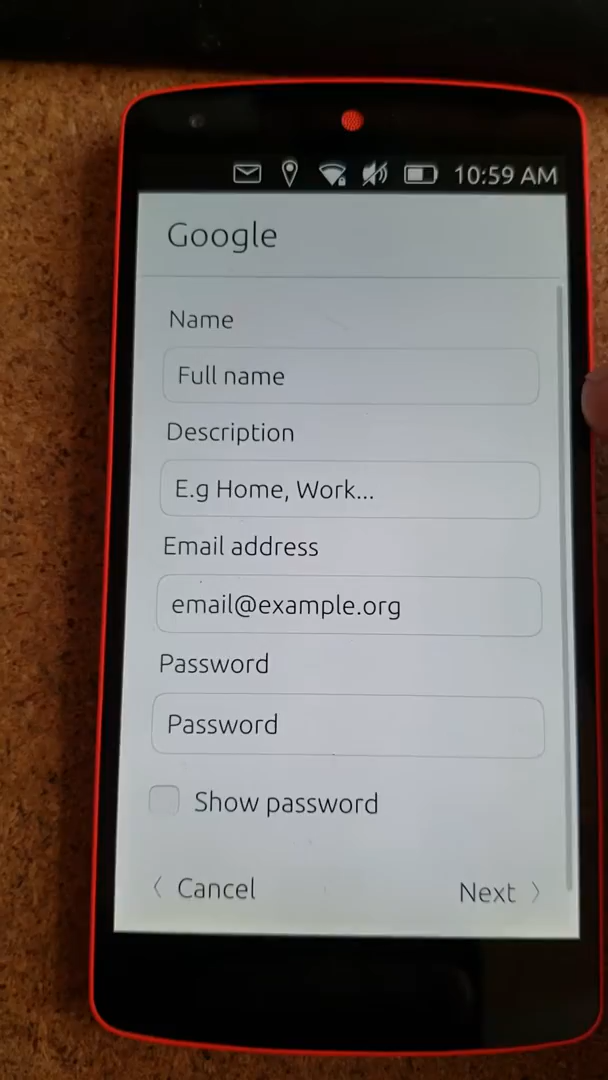 10:59 AM
Google
Name
Full name
Description
E.g Home, Work...
Email address
email@example.org
Password
Password
Show password
Cancel
Next